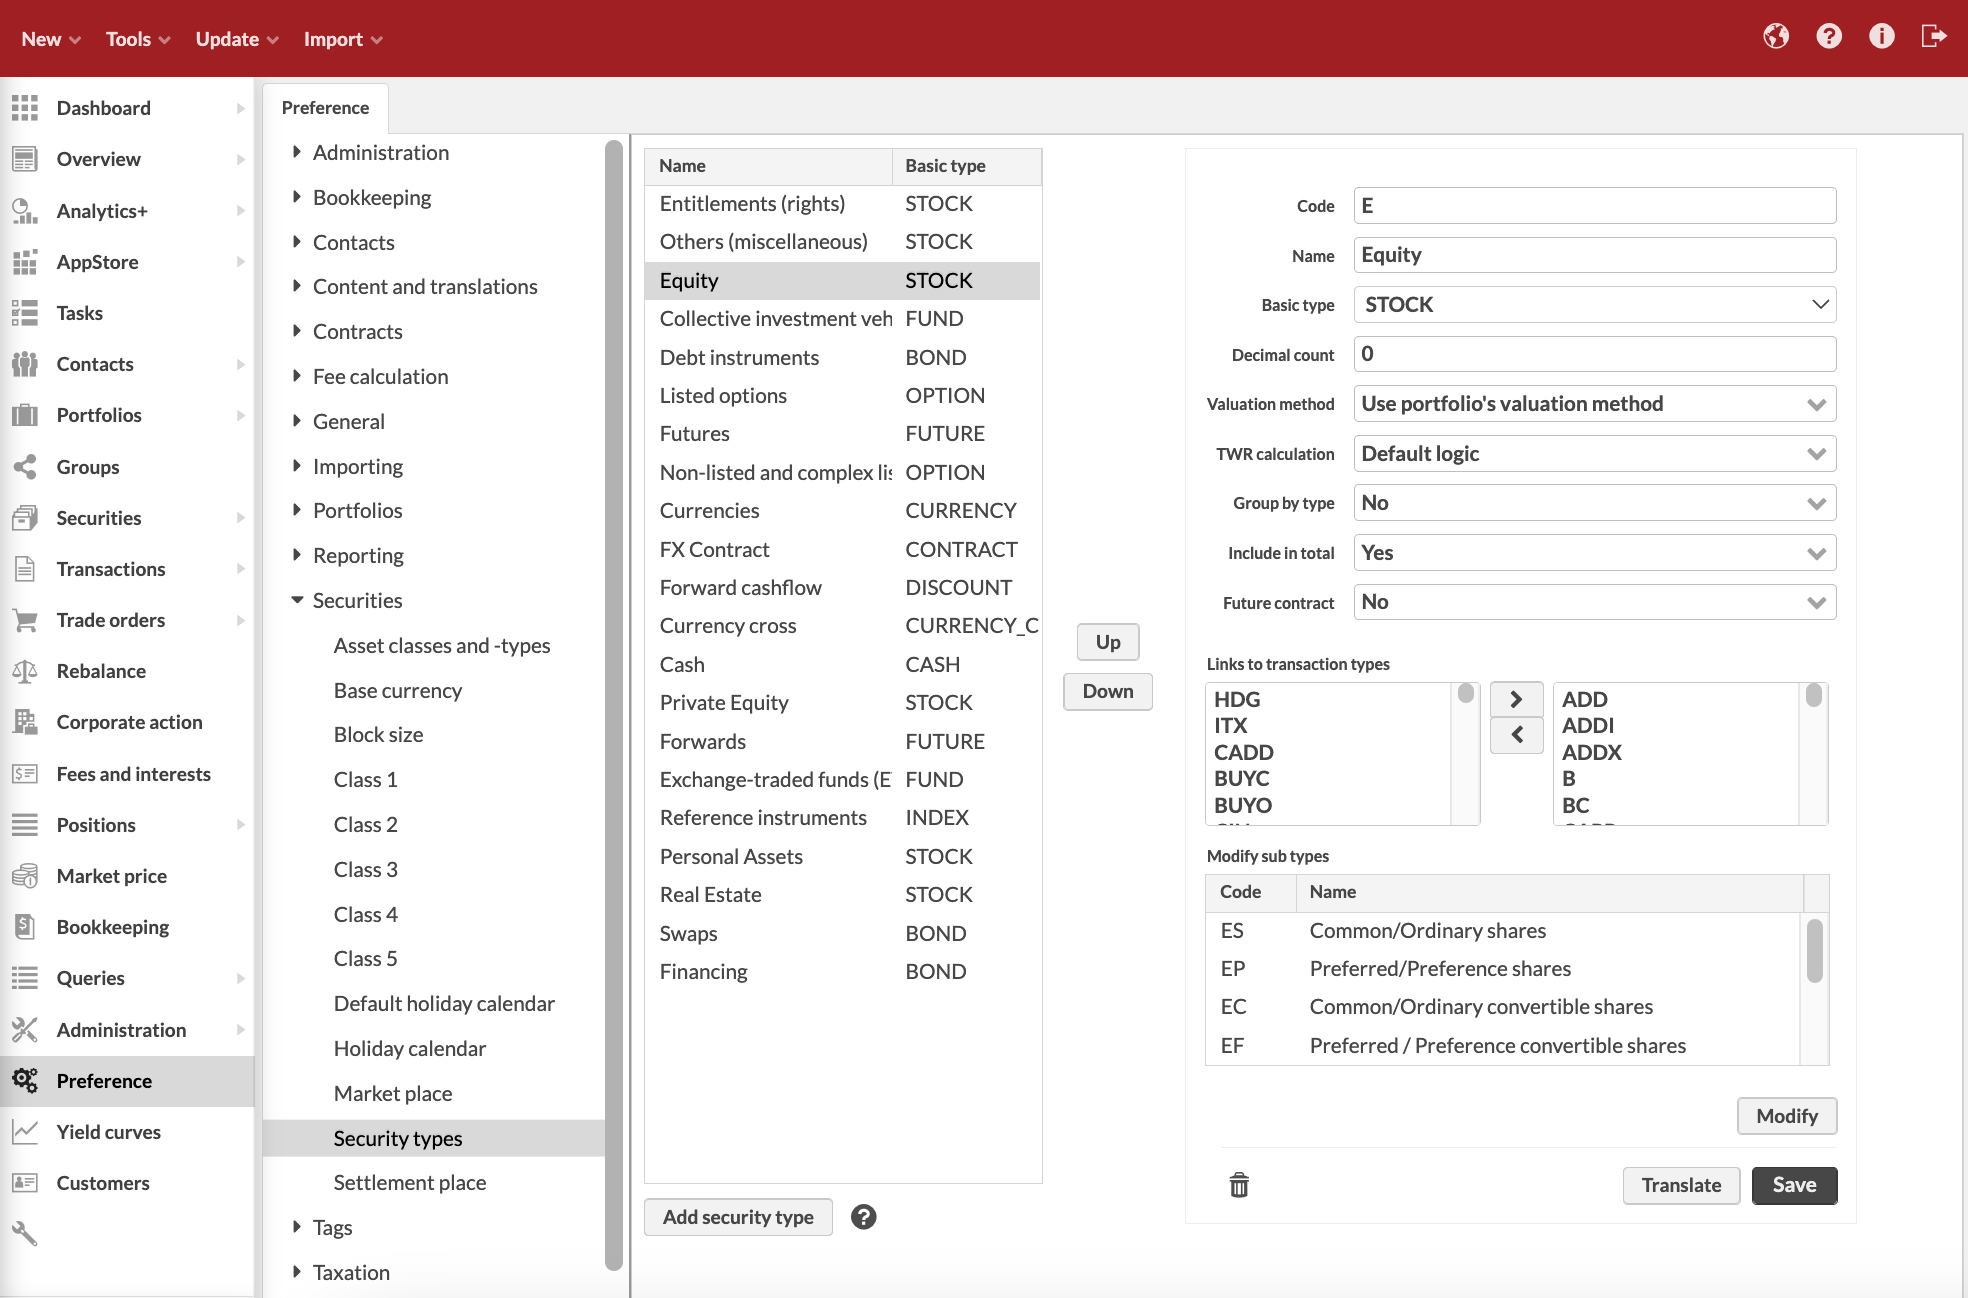 New
Tools
Update
Import
Dashboard
Overview
Analytics+
AppStore
Tasks
Contacts
Portfolios
Groups
Securities
Transactions
Trade orders
Rebalance
Corporate action
Fees and interests
Positions
Market price
Bookkeeping
Queries
Administration
Preference
Yield curves
Customers
Preference
Administration
Bookkeeping
Contacts
Content and translations
Contracts
Fee calculation
General
Importing
Portfolios
Reporting
Securities
Asset classes and -types
Base currency
Block size
Class 1
Class 2
Class 3
Class 4
Class 5
Default holiday calendar
Holiday calendar
Market place
Security types
Settlement place
Tags
Taxation
Name Basic type
Entitlements (rights) STOCK
Others (miscellaneous) STOCK
Equity STOCK
Collective investment veh FUND
Debt instruments BOND
Listed options OPTION
Futures FUTURE
Non-listed and complex lis OPTION
Currencies CURRENCY
FX Contract CONTRACT
Forward cashflow DISCOUNT
Currency cross CURRENCY_C
Cash CASH
Private Equity STOCK
Forwards FUTURE
Exchange-traded funds (E FUND
Reference instruments INDEX
Personal Assets STOCK
Real Estate STOCK
Swaps BOND
Financing BOND
Add security type
?
Up
Down
Code E
Name Equity
Basic type STOCK
Decimal count 0
Valuation method Use portfolio's valuation method
TWR calculation Default logic
Group by type No
Include in total Yes
Future contract No
Links to transaction types
HDG
ITX
CADD
BUYC
BUYO
ADD
ADDI
ADDX
B
BC
Modify sub types
Code Name
ES Common/Ordinary shares
EP Preferred/Preference shares
EC Common/Ordinary convertible shares
EF Preferred / Preference convertible shares
Modify
Translate
Save